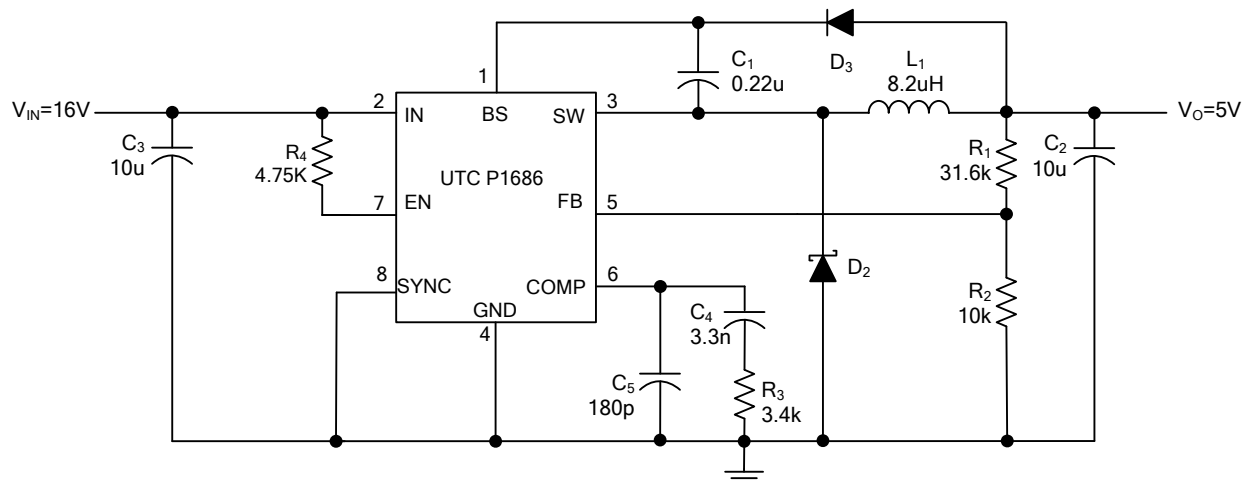 D₃
C₁
0.22u
L₁
8.2uH
1
V_IN=16V
2
IN
BS
SW
3
V_O=5V
C₃
10u
R₄
4.75K
UTC P1686
R₁
31.6k
C₂
10u
7
EN
FB
5
D₂
8
SYNC
COMP
6
GND
4
C₄
3.3n
R₂
10k
C₅
180p
R₃
3.4k